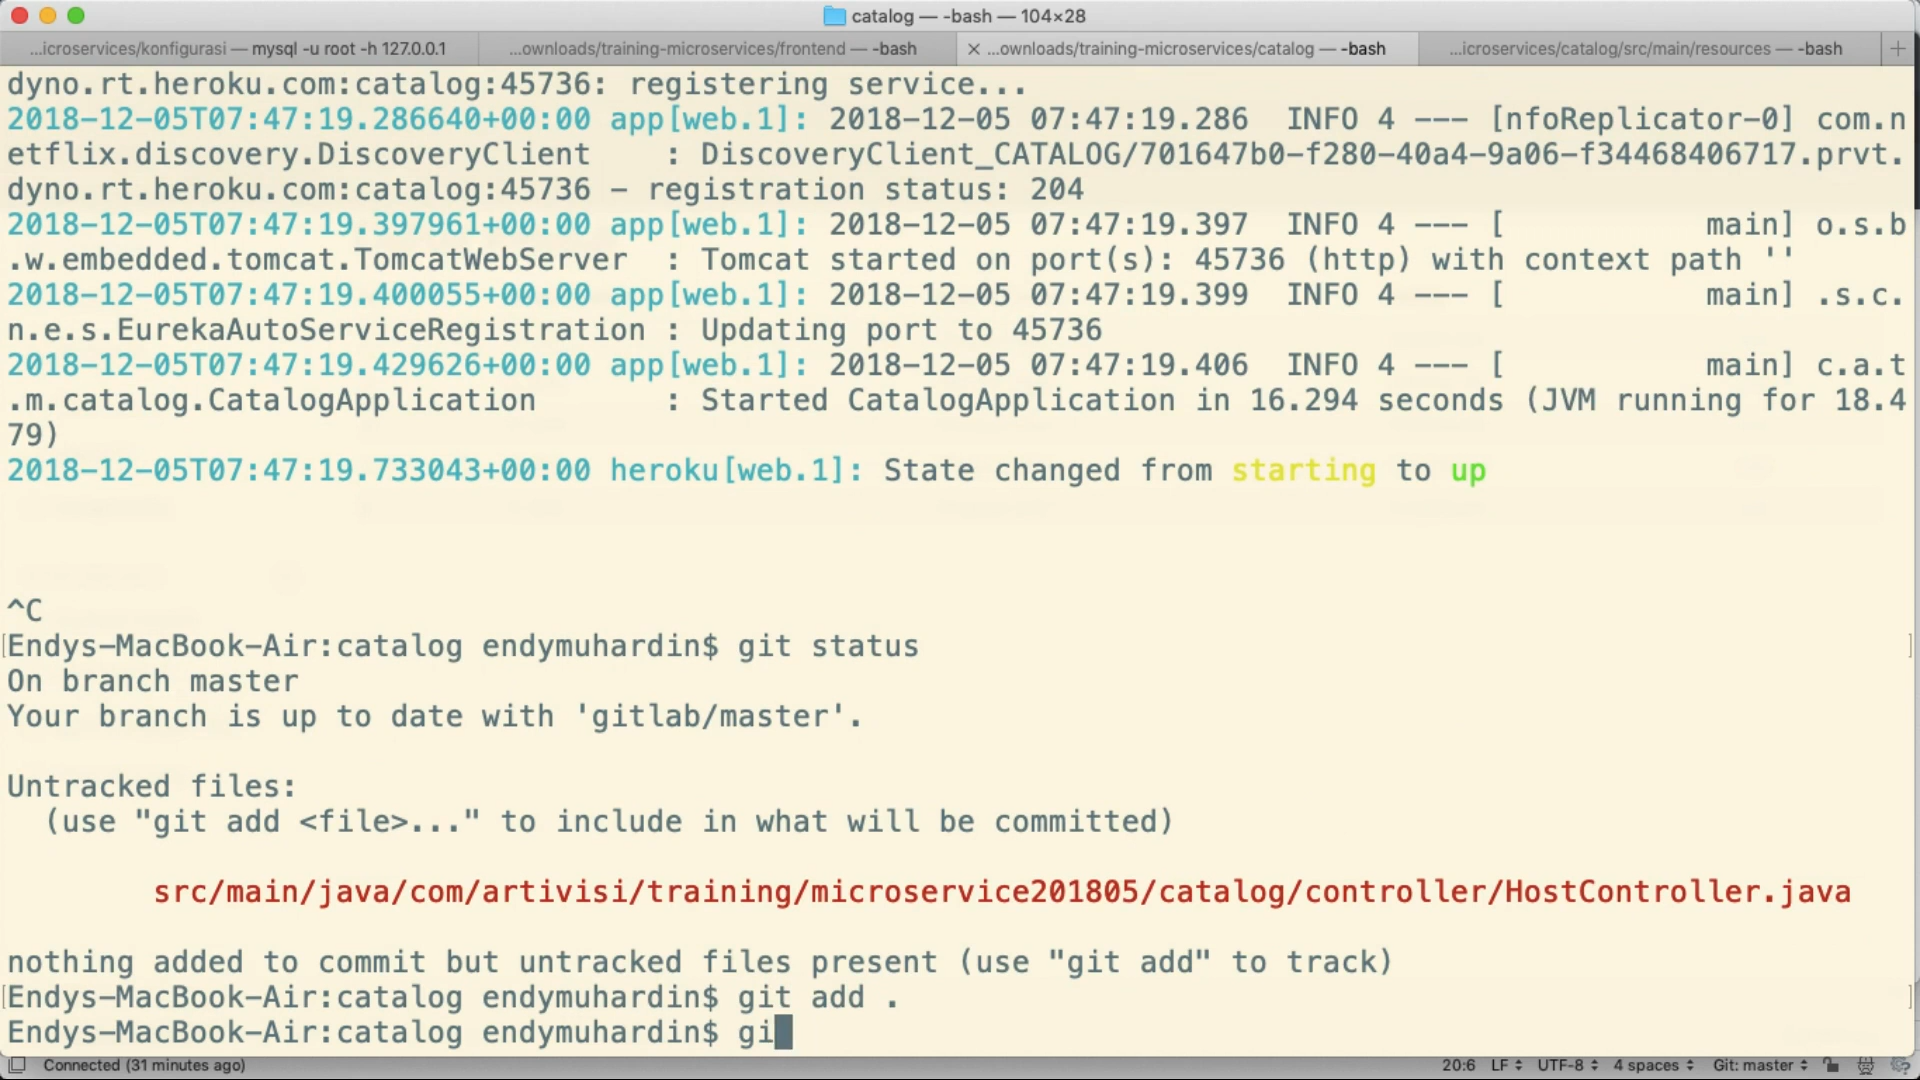 catalog — -bash — 104×28
...icroservices/konfigurasi — mysql -u root -h 127.0.0.1
...ownloads/training-microservices/frontend — -bash
× ...ownloads/training-microservices/catalog — -bash
...icroservices/catalog/src/main/resources — -bash
+
dyno.rt.heroku.com:catalog:45736: registering service...
2018-12-05T07:47:19.286640+00:00 app[web.1]: 2018-12-05 07:47:19.286  INFO 4 --- [nfoReplicator-0] com.n
etflix.discovery.DiscoveryClient    : DiscoveryClient_CATALOG/701647b0-f280-40a4-9a06-f34468406717.prvt.
dyno.rt.heroku.com:catalog:45736 - registration status: 204
2018-12-05T07:47:19.397961+00:00 app[web.1]: 2018-12-05 07:47:19.397  INFO 4 --- [           main] o.s.b
.w.embedded.tomcat.TomcatWebServer  : Tomcat started on port(s): 45736 (http) with context path ''
2018-12-05T07:47:19.400055+00:00 app[web.1]: 2018-12-05 07:47:19.399  INFO 4 --- [           main] .s.c.
n.e.s.EurekaAutoServiceRegistration : Updating port to 45736
2018-12-05T07:47:19.429626+00:00 app[web.1]: 2018-12-05 07:47:19.406  INFO 4 --- [           main] c.a.t
.m.catalog.CatalogApplication       : Started CatalogApplication in 16.294 seconds (JVM running for 18.4
79)
2018-12-05T07:47:19.733043+00:00 heroku[web.1]: State changed from starting to up
^C
[Endys-MacBook-Air:catalog endymuhardin$ git status ]
On branch master
Your branch is up to date with 'gitlab/master'.
Untracked files:
  (use "git add <file>..." to include in what will be committed)
        src/main/java/com/artivisi/training/microservice201805/catalog/controller/HostController.java
nothing added to commit but untracked files present (use "git add" to track)
[Endys-MacBook-Air:catalog endymuhardin$ git add . ]
Endys-MacBook-Air:catalog endymuhardin$ gi
Connected (31 minutes ago)
20:6 LF UTF-8 4 spaces Git: master